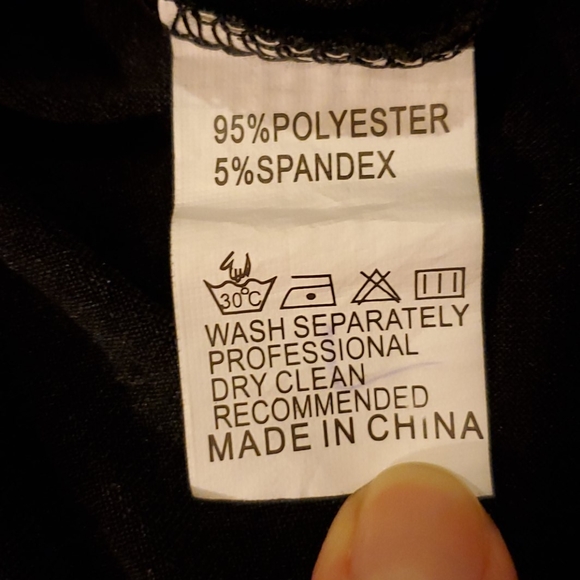 95%POLYESTER
5%SPANDEX
30°C
WASH SEPARATELY
PROFESSIONAL
DRY CLEAN
RECOMMENDED
MADE IN CHINA